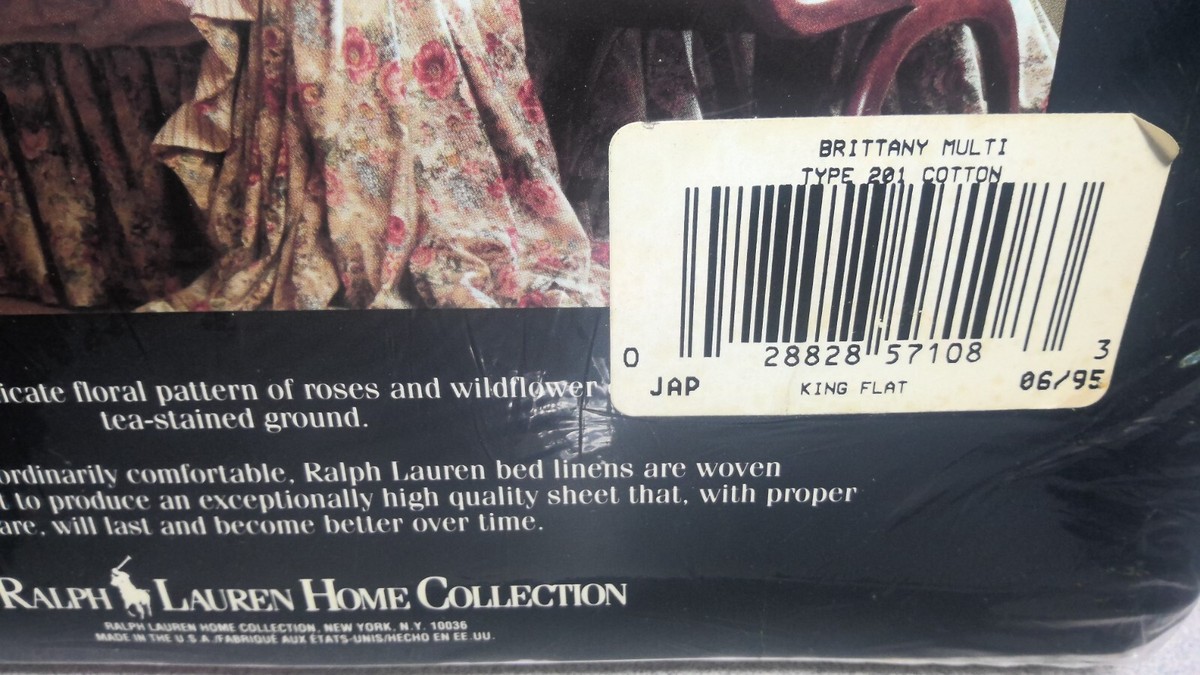 BRITTANY MULTI
TYPE 201 COTTON
0 28828 57108 3
JAP KING FLAT 06/95
icate floral pattern of roses and wildflower
tea-stained ground.
ordinarily comfortable, Ralph Lauren bed linens are woven
t to produce an exceptionally high quality sheet that, with proper
are, will last and become better over time.
RALPH LAUREN HOME COLLECTION
RALPH LAUREN HOME COLLECTION, NEW YORK, N.Y. 10036
MADE IN THE U.S.A./FABRIQUÉ AUX ÉTATS-UNIS/HECHO EN EE.UU.